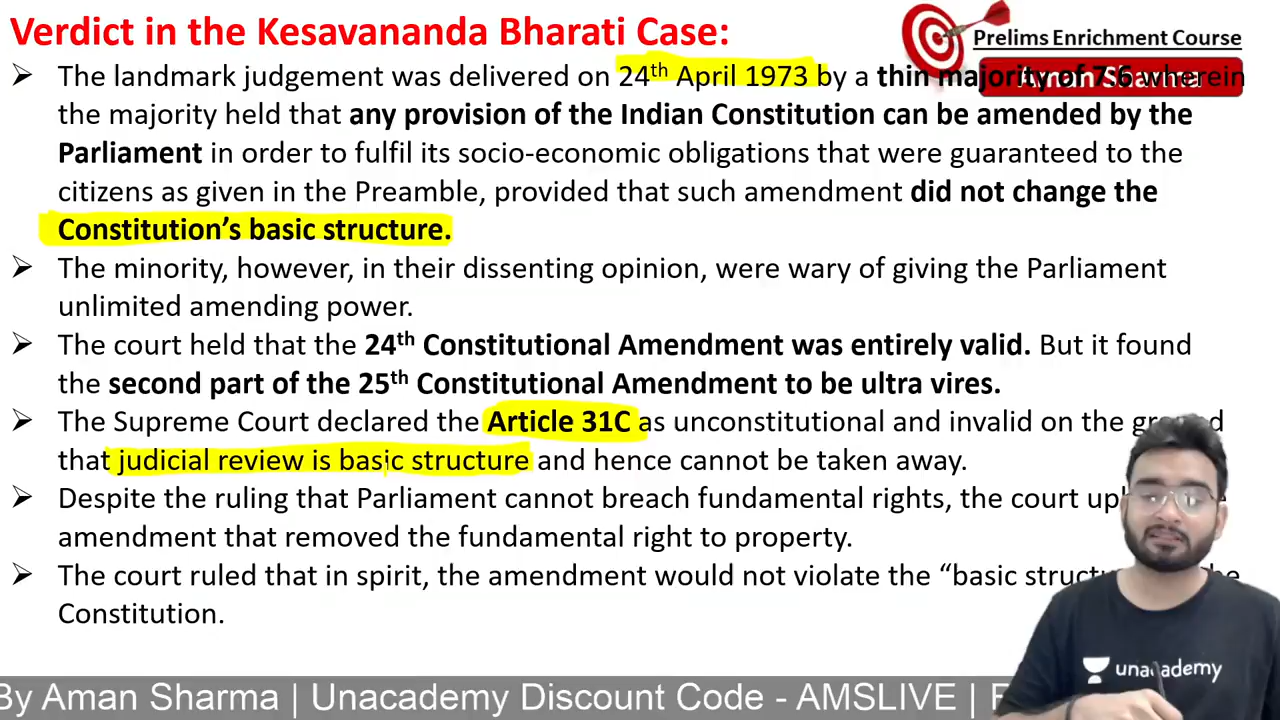 Verdict in the Kesavananda Bharati Case:
Prelims Enrichment Course
Aman Sharma
➢ The landmark judgement was delivered on 24th April 1973 by a thin majority of 7:6 wherein
the majority held that any provision of the Indian Constitution can be amended by the
Parliament in order to fulfil its socio-economic obligations that were guaranteed to the
citizens as given in the Preamble, provided that such amendment did not change the
Constitution’s basic structure.
➢ The minority, however, in their dissenting opinion, were wary of giving the Parliament
unlimited amending power.
➢ The court held that the 24th Constitutional Amendment was entirely valid. But it found
the second part of the 25th Constitutional Amendment to be ultra vires.
➢ The Supreme Court declared the Article 31C as unconstitutional and invalid on the ground
that judicial review is basic structure and hence cannot be taken away.
➢ Despite the ruling that Parliament cannot breach fundamental rights, the court
amendment that removed the fundamental right to property.
➢ The court ruled that in spirit, the amendment would not violate the “basic
Constitution.
unacademy
By Aman Sharma | Unacademy Discount Code - AMSLIVE |